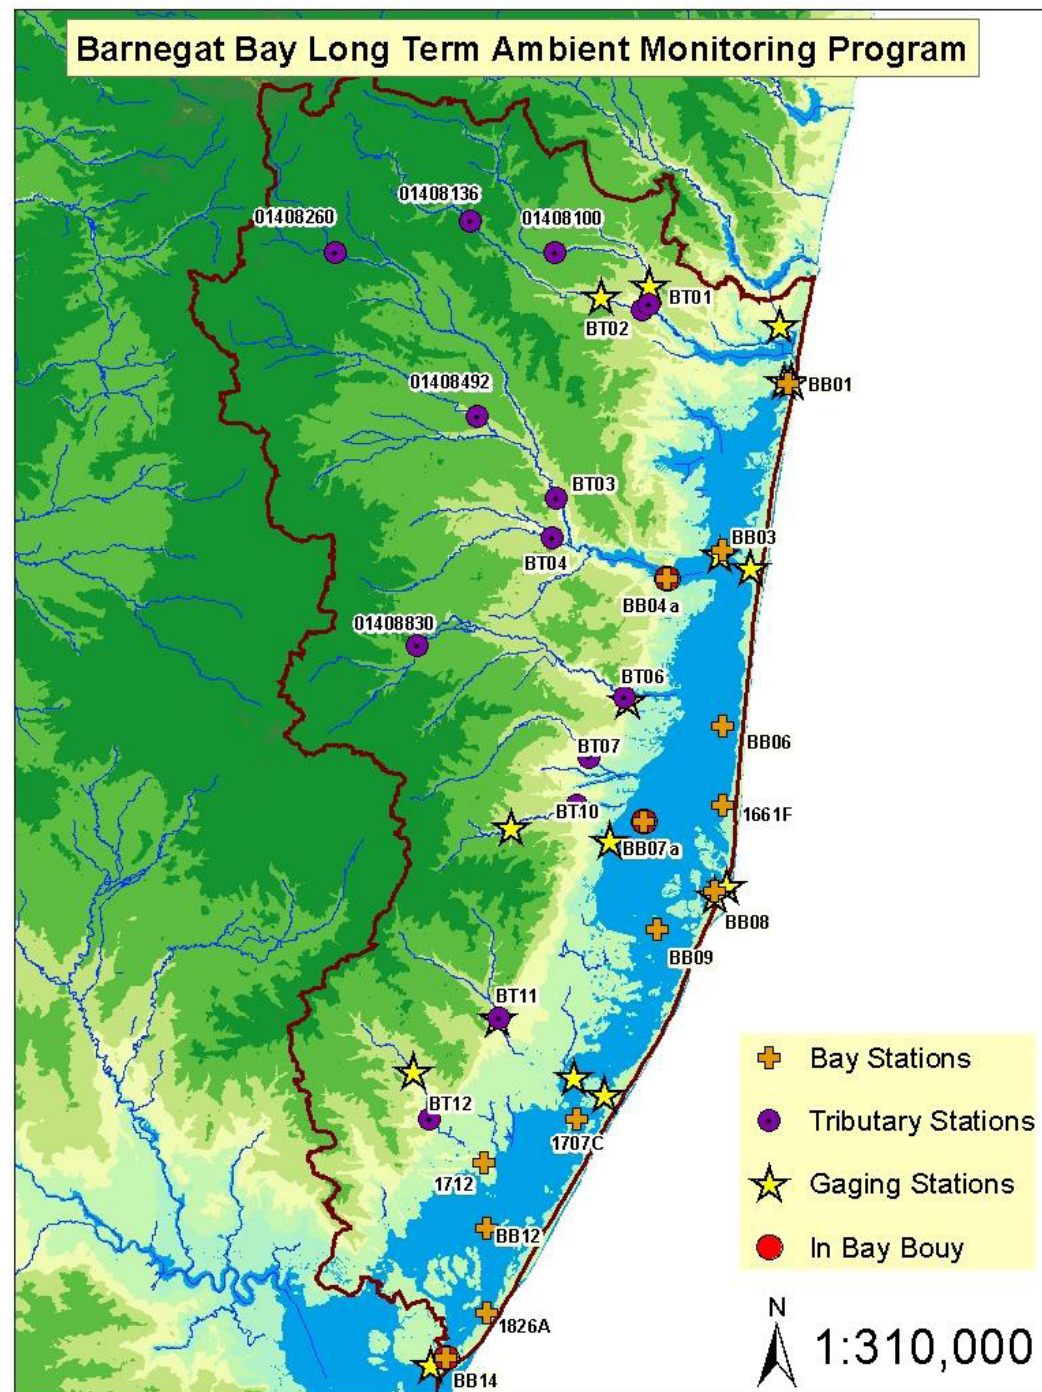 Barnegat Bay Long Term Ambient Monitoring Program
01408136
01408260
01408100
BT01
BT02
BB01
01408492
BT03
BB03
BT04
BB04a
01408830
BT06
BB06
BT07
BT10
1661F
BB07a
BB08
BB09
BT11
Bay Stations
BT12
Tributary Stations
1707C
1712
Gaging Stations
BB12
In Bay Bouy
1826A
N
1:310,000
BB14